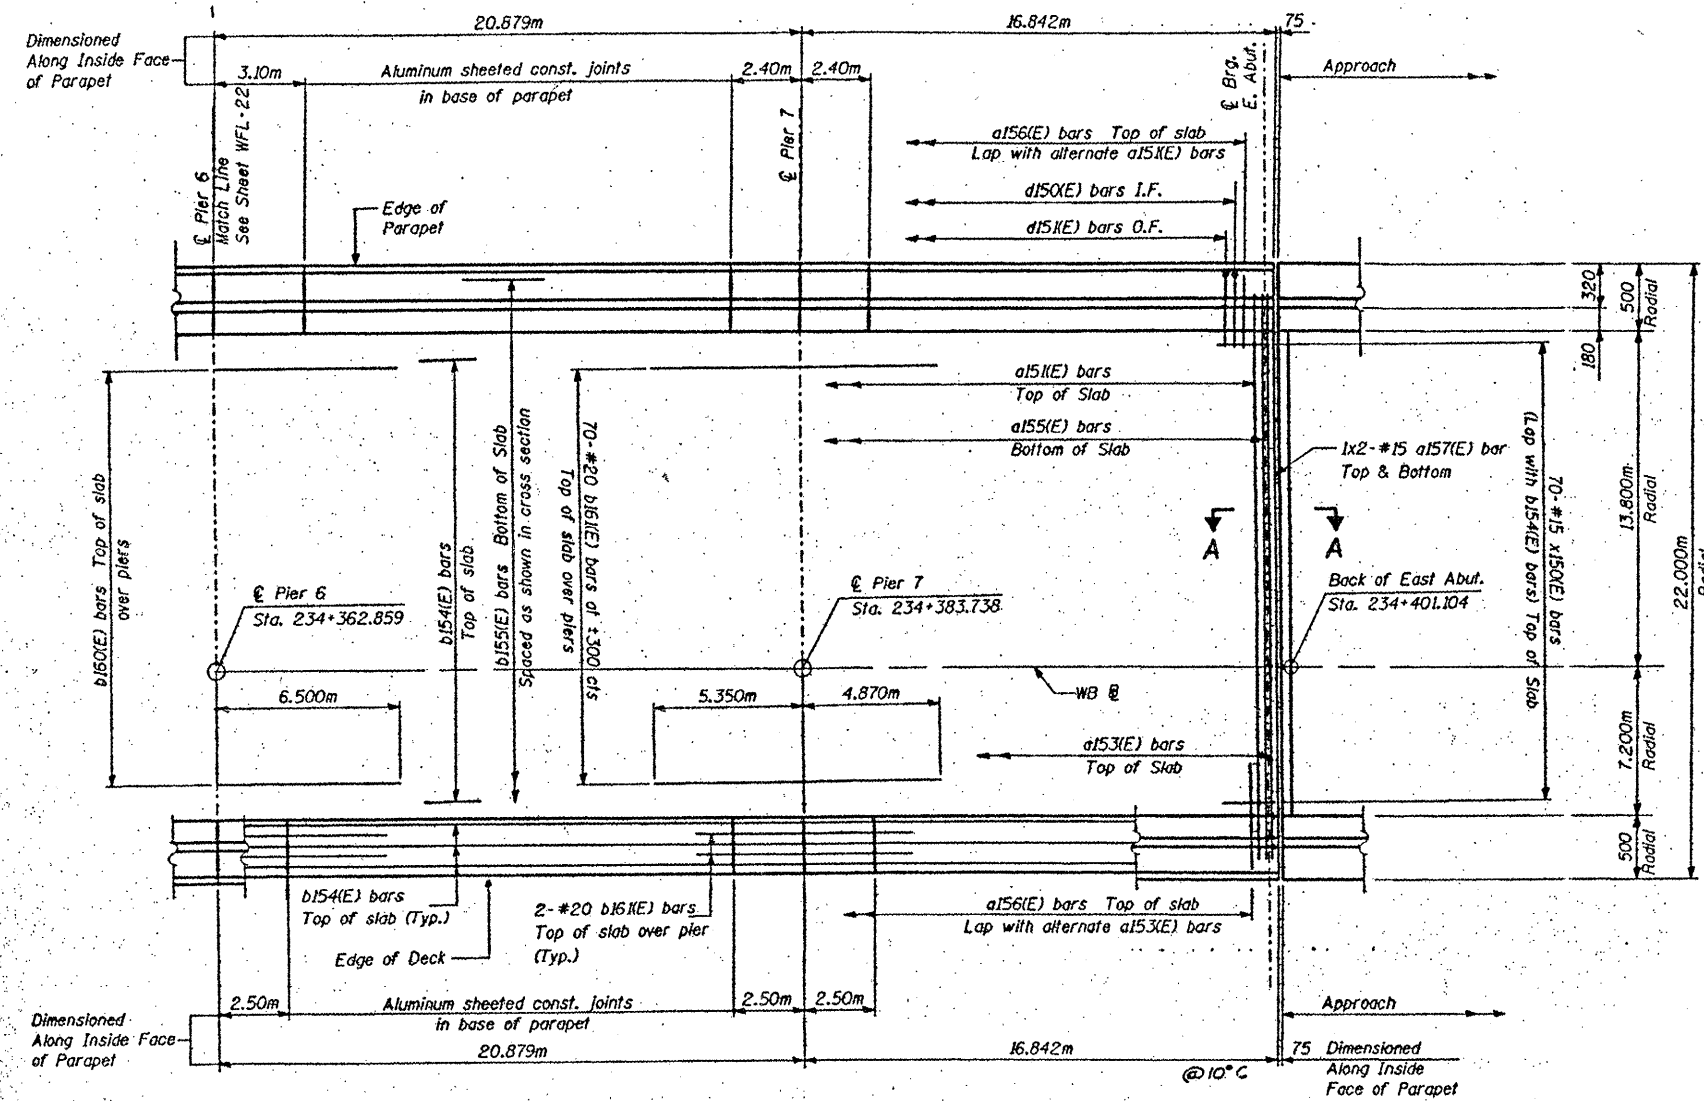 20.879m
16.842m
75
Dimensioned
Along Inside Face
of Parapet
3.10m
Aluminum sheeted const. joints
in base of parapet
2.40m
2.40m
Approach
℄ Pier 6
Match Line
See Sheet WFL-22
℄ Pier 7
℄ Brg.
E. Abut.
a156(E) bars Top of slab
Lap with alternate a151(E) bars
d150(E) bars I.F.
d151(E) bars O.F.
Edge of
Parapet
320
500
Radial
180
a151(E) bars
Top of Slab
a155(E) bars
Bottom of Slab
1x2-#15 a157(E) bar
Top & Bottom
A
A
b160(E) bars Top of slab
over piers
b154(E) bars
Top of slab
b155(E) bars Bottom of Slab
Spaced as shown in cross section
70-#20 b161(E) bars at ±300 cts
Top of slab over piers
70-#15 x150(E) bars
(Lap with b154(E) bars) Top of Slab
13.800m
Radial
22.000m
Radial
℄ Pier 6
Sta. 234+362.859
℄ Pier 7
Sta. 234+383.738
Back of East Abut.
Sta. 234+401.104
WB ℄
6.500m
5.350m
4.870m
a153(E) bars
Top of Slab
7.200m
Radial
500
Radial
b154(E) bars
Top of slab (Typ.)
2-#20 b161(E) bars
Top of slab over pier
(Typ.)
Edge of Deck
a156(E) bars Top of slab
Lap with alternate a153(E) bars
2.50m
Aluminum sheeted const. joints
in base of parapet
2.50m
2.50m
Approach
Dimensioned
Along Inside Face
of Parapet
20.879m
16.842m
75
Dimensioned
Along Inside
Face of Parapet
@ 10° C